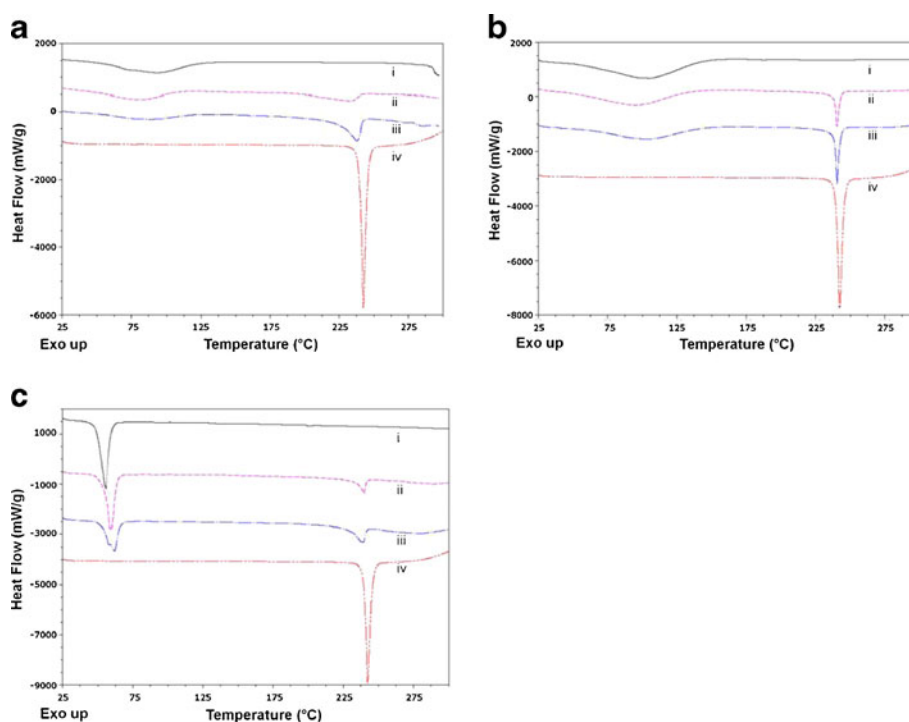 a
2000
0
-2000
-4000
-6000
Heat Flow (mW/g)
i
ii
iii
iv
25 75 125 175 225 275
Exo up Temperature (°C)
b
2000
0
-2000
-4000
-6000
-8000
Heat Flow (mW/g)
i
ii
iii
iv
25 75 125 175 225 275
Exo up Temperature (°C)
c
1000
-1000
-3000
-5000
-7000
-9000
Heat Flow (mW/g)
i
ii
iii
iv
25 75 125 175 225 275
Exo up Temperature (°C)